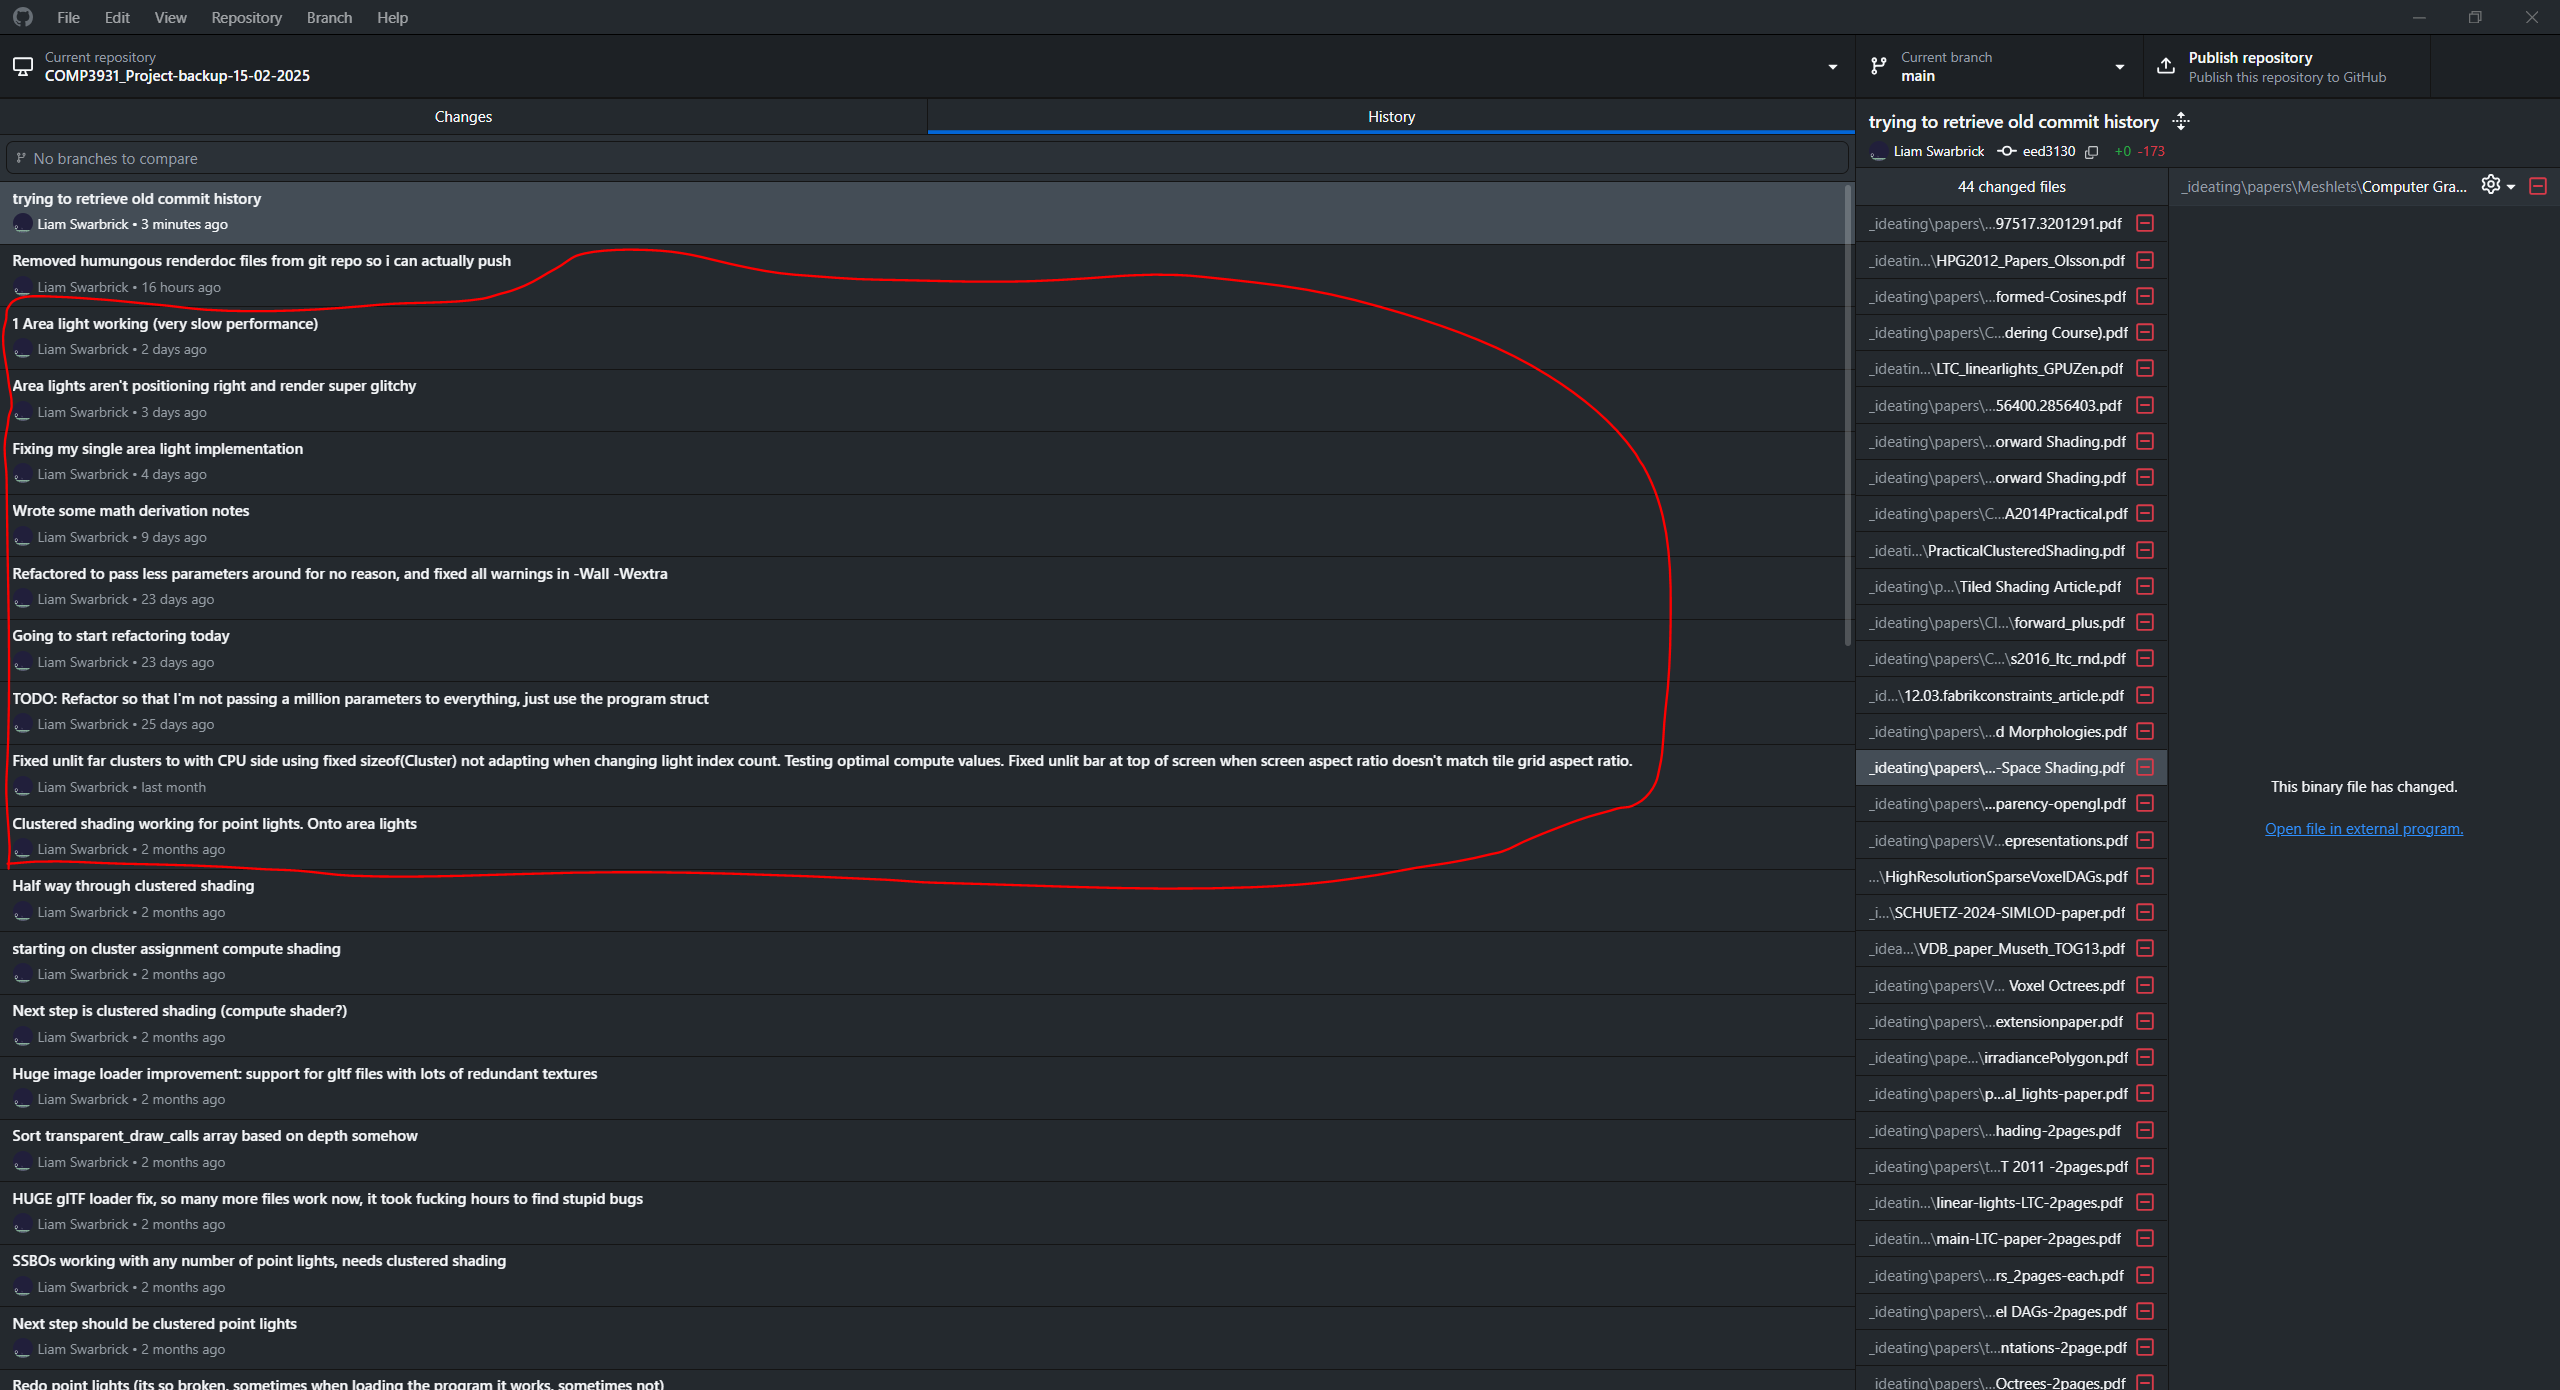 File Edit View Repository Branch Help
Current repository
COMP3931_Project-backup-15-02-2025
Current branch
main
Publish repository
Publish this repository to GitHub
Changes
History
No branches to compare
trying to retrieve old commit history
Liam Swarbrick • 3 minutes ago
Removed humungous renderdoc files from git repo so i can actually push
Liam Swarbrick • 16 hours ago
1 Area light working (very slow performance)
Liam Swarbrick • 2 days ago
Area lights aren't positioning right and render super glitchy
Liam Swarbrick • 3 days ago
Fixing my single area light implementation
Liam Swarbrick • 4 days ago
Wrote some math derivation notes
Liam Swarbrick • 9 days ago
Refactored to pass less parameters around for no reason, and fixed all warnings in -Wall -Wextra
Liam Swarbrick • 23 days ago
Going to start refactoring today
Liam Swarbrick • 23 days ago
TODO: Refactor so that I'm not passing a million parameters to everything, just use the program struct
Liam Swarbrick • 25 days ago
Fixed unlit far clusters to with CPU side using fixed sizeof(Cluster) not adapting when changing light index count. Testing optimal compute values. Fixed unlit bar at top of screen when screen aspect ratio doesn't match tile grid aspect ratio.
Liam Swarbrick • last month
Clustered shading working for point lights. Onto area lights
Liam Swarbrick • 2 months ago
Half way through clustered shading
Liam Swarbrick • 2 months ago
starting on cluster assignment compute shading
Liam Swarbrick • 2 months ago
Next step is clustered shading (compute shader?)
Liam Swarbrick • 2 months ago
Huge image loader improvement: support for gltf files with lots of redundant textures
Liam Swarbrick • 2 months ago
Sort transparent_draw_calls array based on depth somehow
Liam Swarbrick • 2 months ago
HUGE glTF loader fix, so many more files work now, it took fucking hours to find stupid bugs
Liam Swarbrick • 2 months ago
SSBOs working with any number of point lights, needs clustered shading
Liam Swarbrick • 2 months ago
Next step should be clustered point lights
Liam Swarbrick • 2 months ago
Redo point lights (its so broken, sometimes when loading the program it works, sometimes not)
trying to retrieve old commit history
Liam Swarbrick eed3130 +0 -173
44 changed files
_ideating\papers\...97517.3201291.pdf
_ideatin...\HPG2012_Papers_Olsson.pdf
_ideating\papers\...formed-Cosines.pdf
_ideating\papers\C...dering Course).pdf
_ideatin...\LTC_linearlights_GPUZen.pdf
_ideating\papers\...56400.2856403.pdf
_ideating\papers\...orward Shading.pdf
_ideating\papers\...orward Shading.pdf
_ideating\papers\C...A2014Practical.pdf
_ideati...\PracticalClusteredShading.pdf
_ideating\p...\Tiled Shading Article.pdf
_ideating\papers\Cl...\forward_plus.pdf
_ideating\papers\C...\s2016_ltc_rnd.pdf
_id...\12.03.fabrikconstraints_article.pdf
_ideating\papers\...d Morphologies.pdf
_ideating\papers\...-Space Shading.pdf
_ideating\papers\...parency-opengl.pdf
_ideating\papers\V...epresentations.pdf
...\HighResolutionSparseVoxelDAGs.pdf
_i...\SCHUETZ-2024-SIMLOD-paper.pdf
_idea...\VDB_paper_Museth_TOG13.pdf
_ideating\papers\V... Voxel Octrees.pdf
_ideating\papers\...extensionpaper.pdf
_ideating\pape...\irradiancePolygon.pdf
_ideating\papers\p...al_lights-paper.pdf
_ideating\papers\...hading-2pages.pdf
_ideating\papers\t...T 2011 -2pages.pdf
_ideatin...\linear-lights-LTC-2pages.pdf
_ideatin...\main-LTC-paper-2pages.pdf
_ideating\papers\...rs_2pages-each.pdf
_ideating\papers\...el DAGs-2pages.pdf
_ideating\papers\t...ntations-2page.pdf
_ideating\papers\...Octrees-2pages.pdf
_ideating\papers\Meshlets\Computer Gra...
This binary file has changed.
Open file in external program.